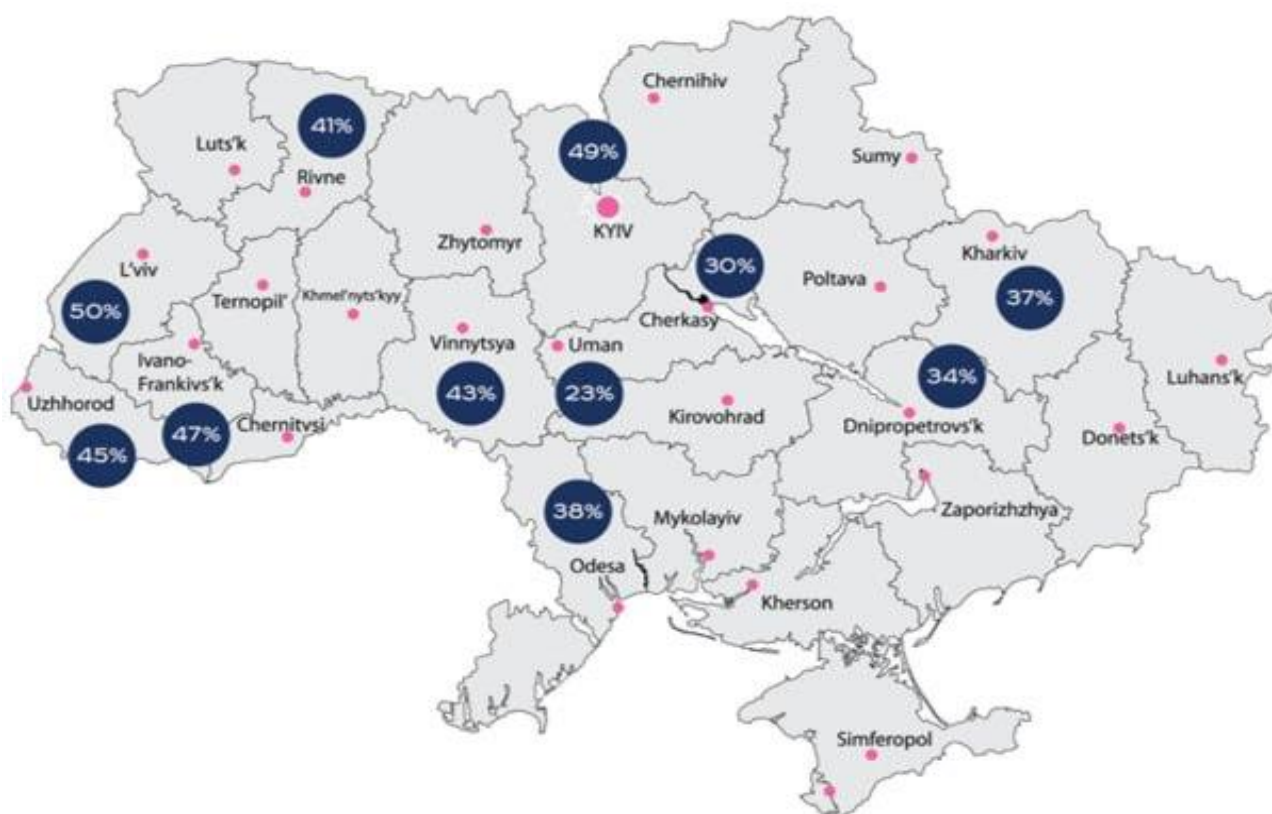 Chernihiv
41%
Luts'k
49%
Sumy
Rivne
KYIV
Zhytomyr
Kharkiv
L'viv
30%
Poltava
Ternopil'
Khmel'nyts'kyy
37%
50%
Cherkasy
Vinnytsya
Uman
Ivano-
Frankivs'k
34%
Luhans'k
Uzhhorod
43%
23%
Kirovohrad
47%
Chernitvsi
Dnipropetrovs'k
Donets'k
45%
38%
Mykolayiv
Zaporizhzhya
Odesa
Kherson
Simferopol